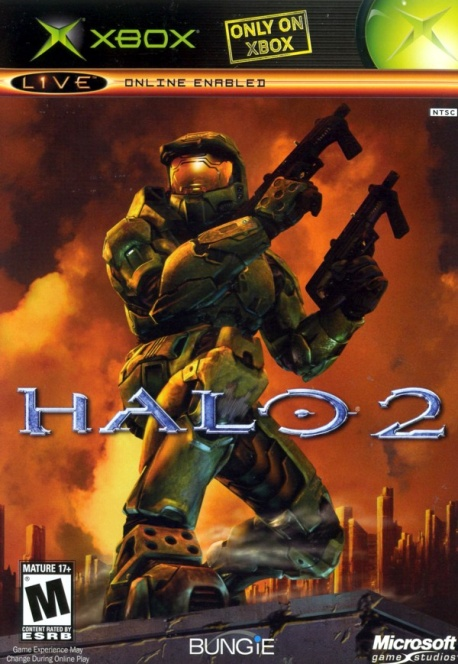 XBOX
ONLY ON
XBOX
LIVE ONLINE ENABLED
NTSC
HALO 2
MATURE 17+
M
CONTENT RATED BY
ESRB
Game Experience May
Change During Online Play
BUNGiE
Microsoft
game studios